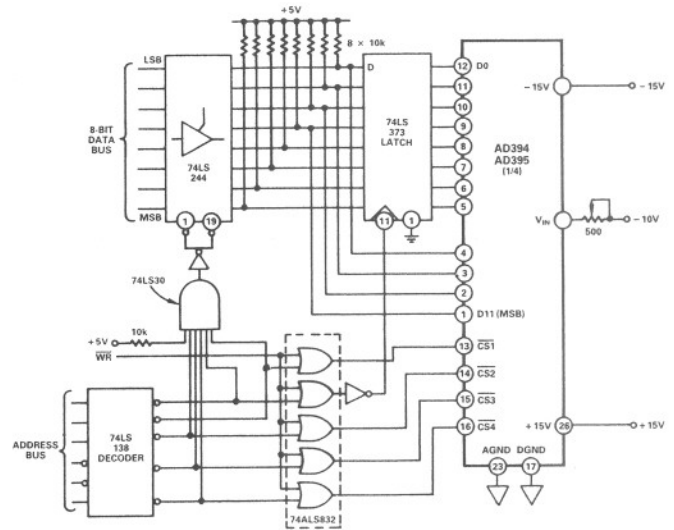 +5V
8 × 10k
LSB
8-BIT
DATA
BUS
MSB
74LS
244
1
19
D
74LS
373
LATCH
11
1
12
D0
11
10
9
8
7
6
5
4
3
2
1
D11 (MSB)
13
CS1
14
CS2
15
CS3
16
CS4
AD394
AD395
(1/4)
-15V
-15V
VIN
500
-10V
+15V
26
+15V
AGND
DGND
23
17
74LS30
10k
+5V
WR
ADDRESS
BUS
74LS
138
DECODER
74ALS832